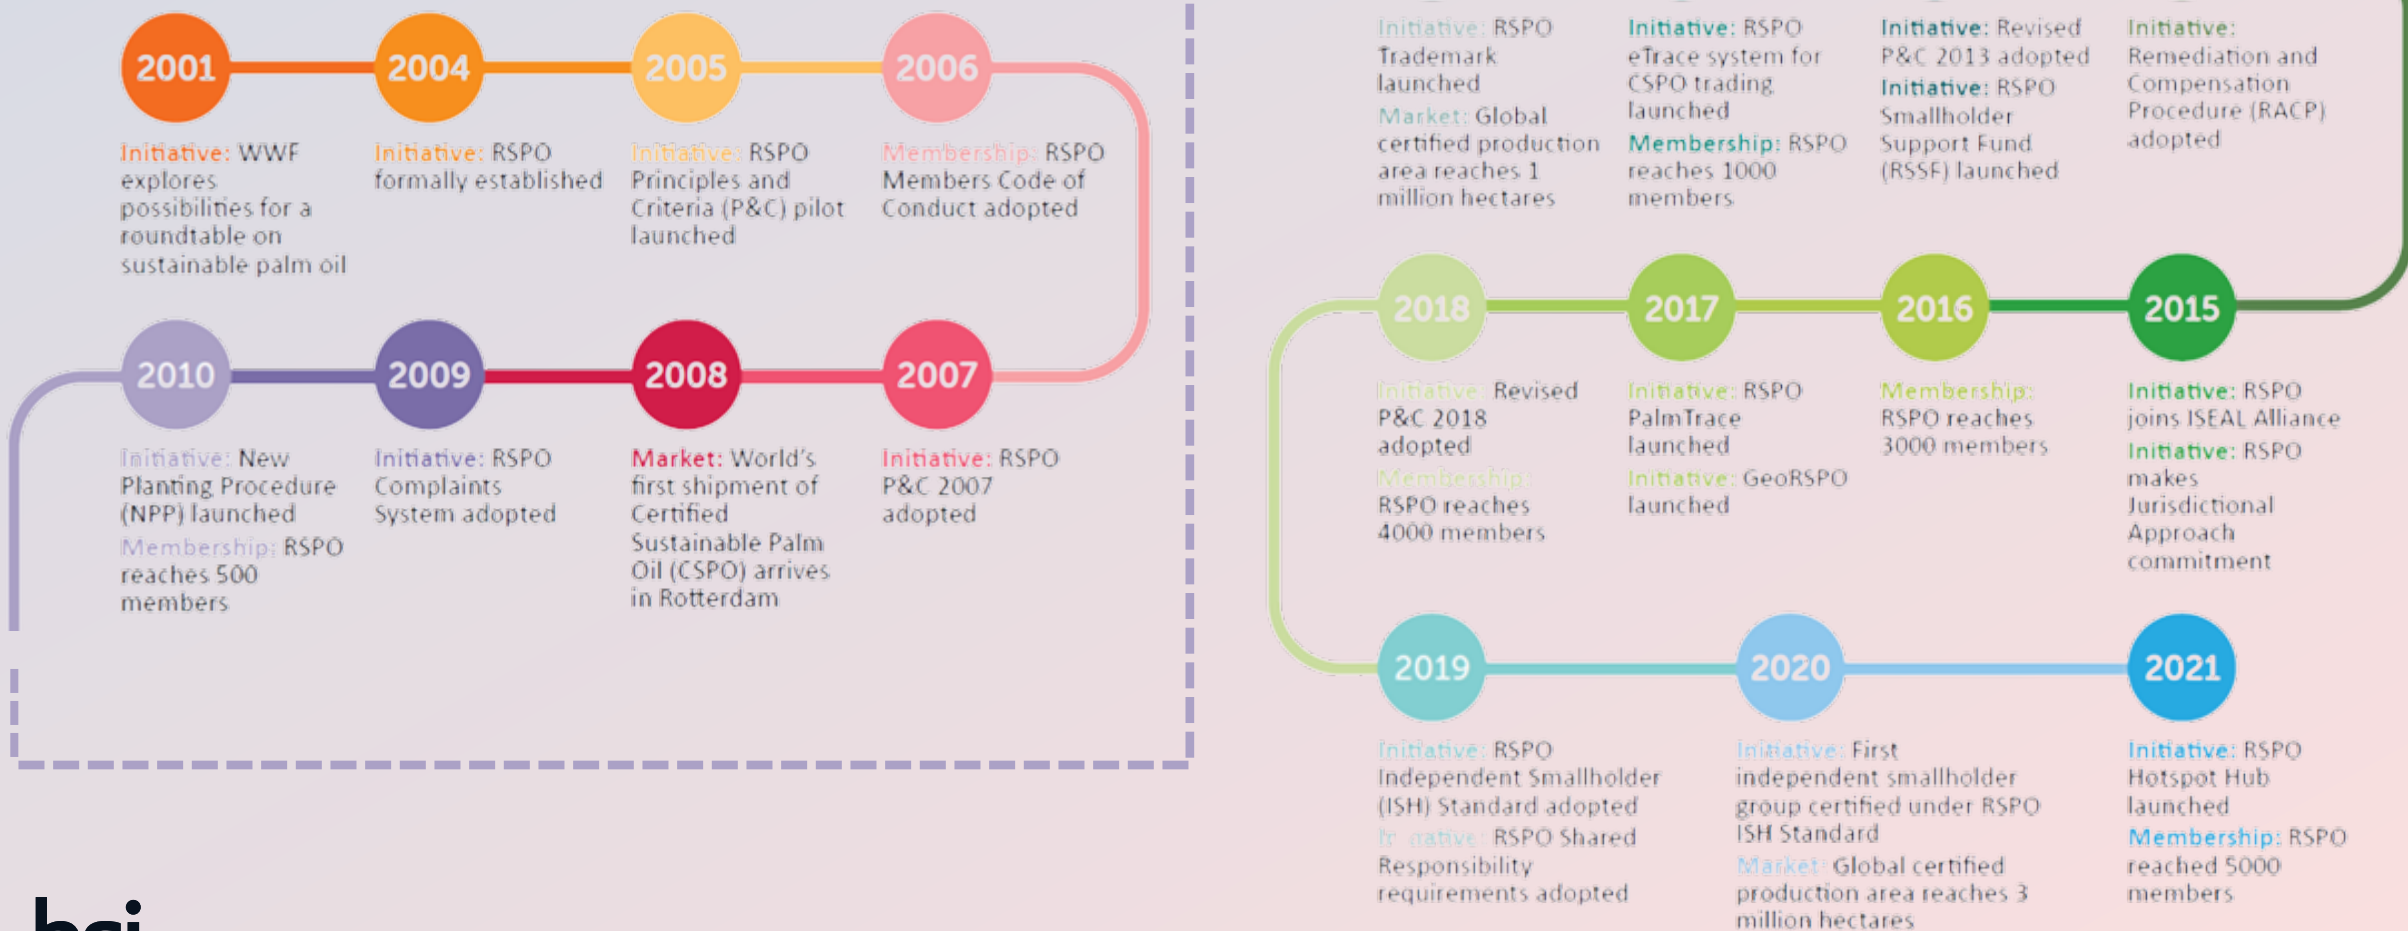 2001
2004
2005
2006
Initiative: WWF
explores
possibilities for a
roundtable on
sustainable palm oil
Initiative: RSPO
formally established
Initiative: RSPO
Principles and
Criteria (P&C) pilot
launched
Membership: RSPO
Members Code of
Conduct adopted
2010
2009
2008
2007
Initiative: New
Planting Procedure
(NPP) launched
Membership: RSPO
reaches 500
members
Initiative: RSPO
Complaints
System adopted
Market: World's
first shipment of
Certified
Sustainable Palm
Oil (CSPO) arrives
in Rotterdam
Initiative: RSPO
P&C 2007
adopted
Initiative: RSPO
Trademark
launched
Market: Global
certified production
area reaches 1
million hectares
Initiative: RSPO
eTrace system for
CSPO trading
launched
Membership: RSPO
reaches 1000
members
Initiative: Revised
P&C 2013 adopted
Initiative: RSPO
Smallholder
Support Fund
(RSSF) launched
Initiative:
Remediation and
Compensation
Procedure (RACP)
adopted
2018
2017
2016
2015
Initiative: Revised
P&C 2018
adopted
Membership:
RSPO reaches
4000 members
Initiative: RSPO
PalmTrace
launched
Initiative: GeoRSPO
launched
Membership:
RSPO reaches
3000 members
Initiative: RSPO
joins ISEAL Alliance
Initiative: RSPO
makes
Jurisdictional
Approach
commitment
2019
2020
2021
Initiative: RSPO
Independent Smallholder
(ISH) Standard adopted
Initiative: RSPO Shared
Responsibility
requirements adopted
Initiative: First
independent smallholder
group certified under RSPO
ISH Standard
Market: Global certified
production area reaches 3
million hectares
Initiative: RSPO
Hotspot Hub
launched
Membership: RSPO
reached 5000
members
bsi